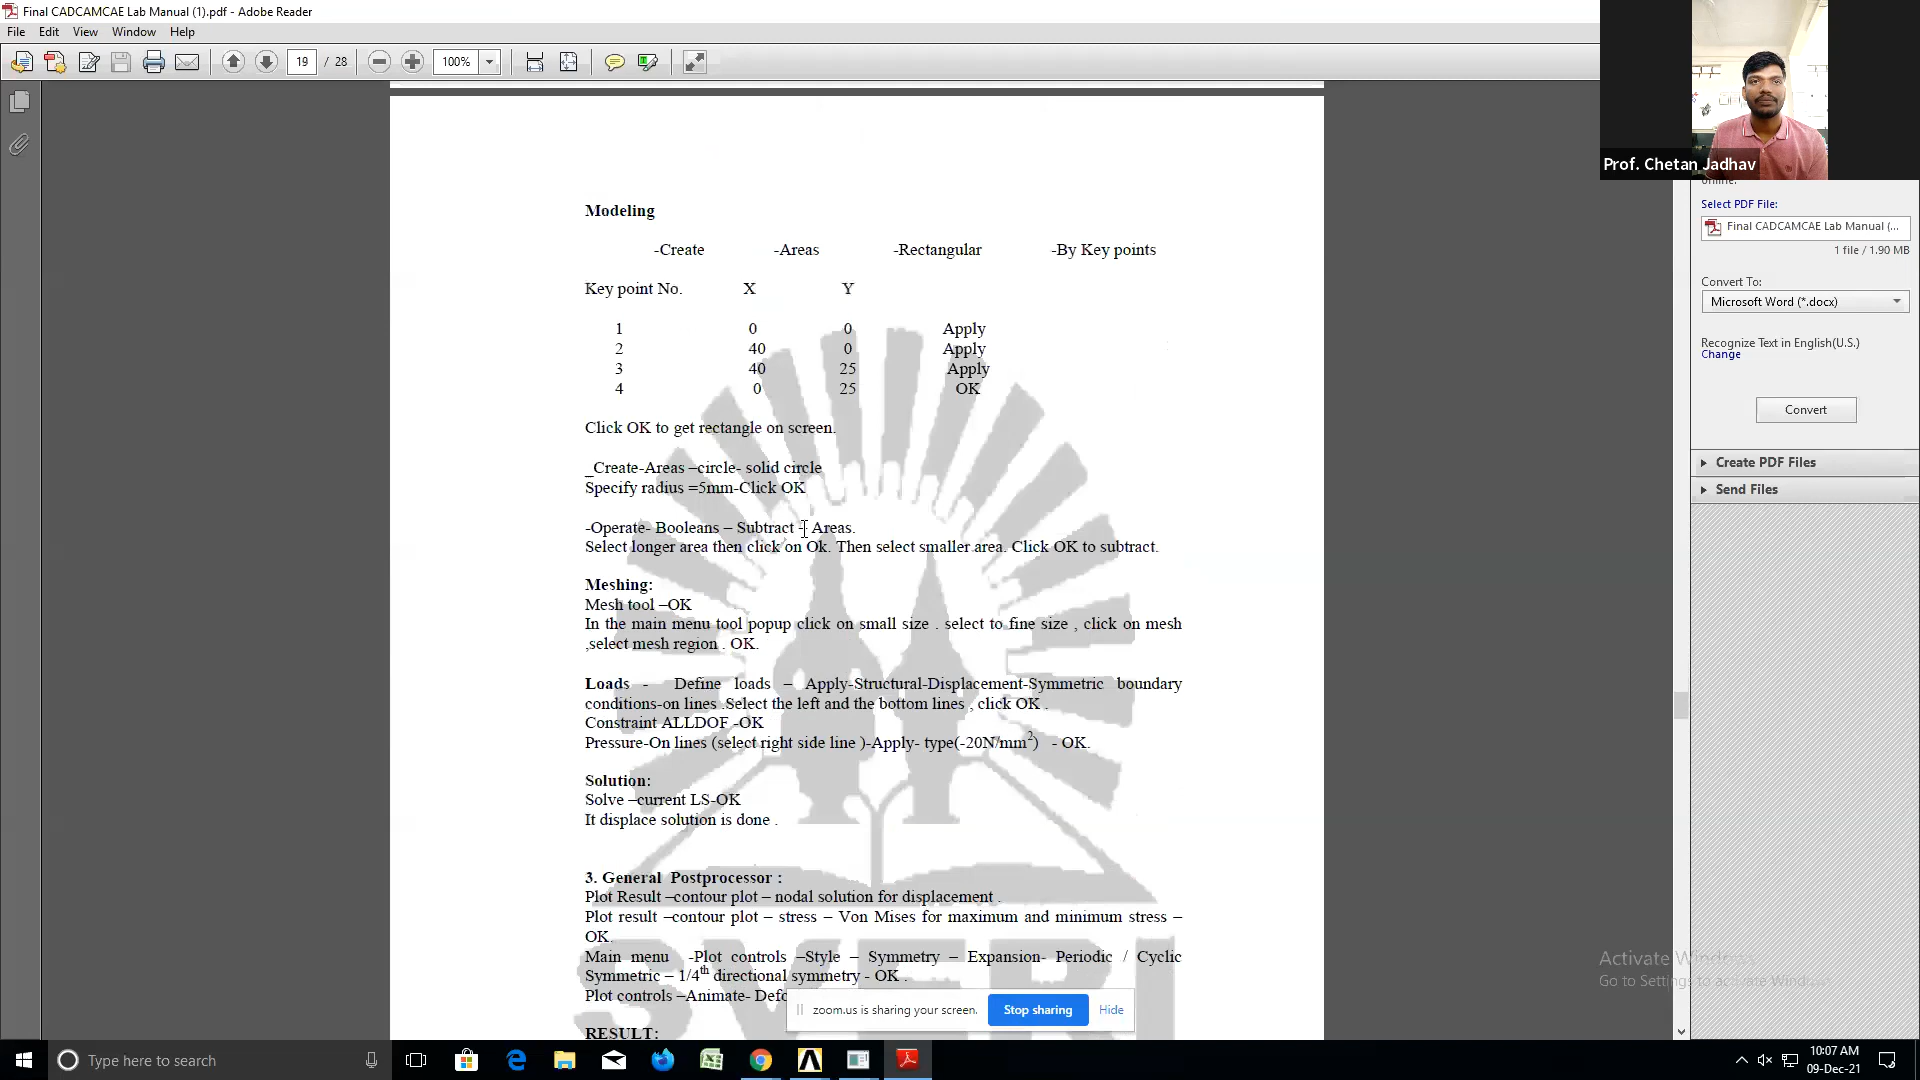 Final CADCAMCAE Lab Manual (1).pdf - Adobe Reader
File Edit View Window Help
19 / 28 100%
Prof. Chetan Jadhav
Select PDF File:
Final CADCAMCAE Lab Manual (...
1 file / 1.90 MB
Convert To:
Microsoft Word (*.docx)
Recognize Text in English(U.S.)
Change
Convert
Create PDF Files
Send Files
Modeling
-Create -Areas -Rectangular -By Key points
Key point No. X Y
1 0 0 Apply
2 40 0 Apply
3 40 25 Apply
4 0 25 OK
Click OK to get rectangle on screen.
_Create-Areas –circle- solid circle
Specify radius =5mm-Click OK
-Operate- Booleans – Subtract - Areas.
Select longer area then click on Ok. Then select smaller area. Click OK to subtract.
Meshing:
Mesh tool –OK
In the main menu tool popup click on small size . select to fine size , click on mesh
,select mesh region . OK.
Loads - Define loads – Apply-Structural-Displacement-Symmetric boundary
conditions-on lines .Select the left and the bottom lines , click OK .
Constraint ALLDOF -OK
Pressure-On lines (select right side line )-Apply- type(-20N/mm²) - OK.
Solution:
Solve –current LS-OK
It displace solution is done .
3. General Postprocessor :
Plot Result –contour plot – nodal solution for displacement .
Plot result –contour plot – stress – Von Mises for maximum and minimum stress –
OK.
Main menu -Plot controls –Style – Symmetry – Expansion- Periodic / Cyclic
Symmetric – 1/4th directional symmetry - OK .
Plot controls –Animate-
RESULT:
SVERI
zoom.us is sharing your screen. Stop sharing Hide
Activate Windows
Go to Settings to activate Windows.
Type here to search
10:07 AM
09-Dec-21